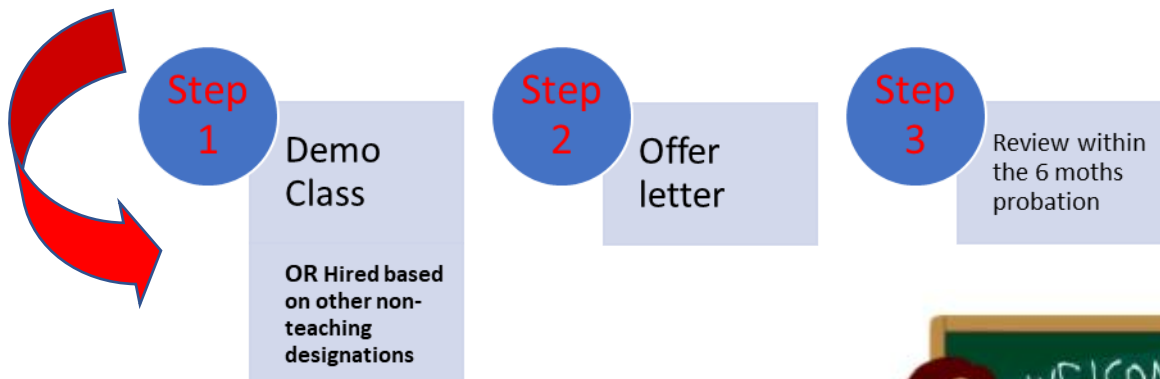 Step
1
Demo
Class
OR Hired based
on other non-
teaching
designations
Step
2
Offer
letter
Step
3
Review within
the 6 moths
probation